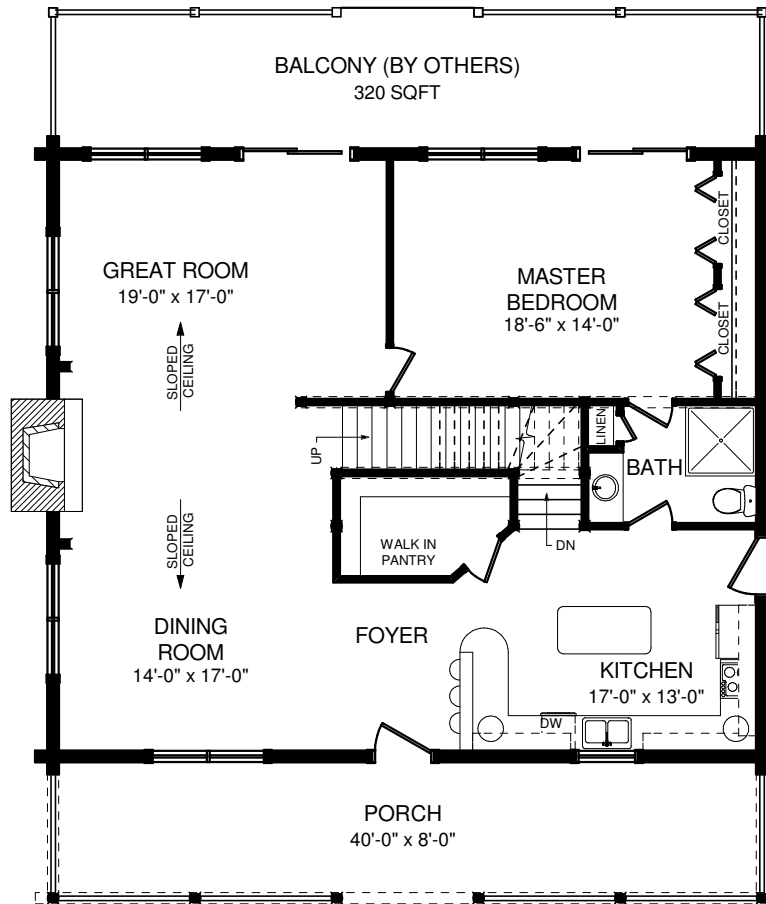 BALCONY (BY OTHERS)
320 SQFT
GREAT ROOM
19'-0" x 17'-0"
MASTER
BEDROOM
18'-6" x 14'-0"
CLOSET
CLOSET
SLOPED
CEILING
UP
LINEN
BATH
SLOPED
CEILING
WALK IN
PANTRY
DN
DINING
ROOM
14'-0" x 17'-0"
FOYER
KITCHEN
17'-0" x 13'-0"
DW
PORCH
40'-0" x 8'-0"